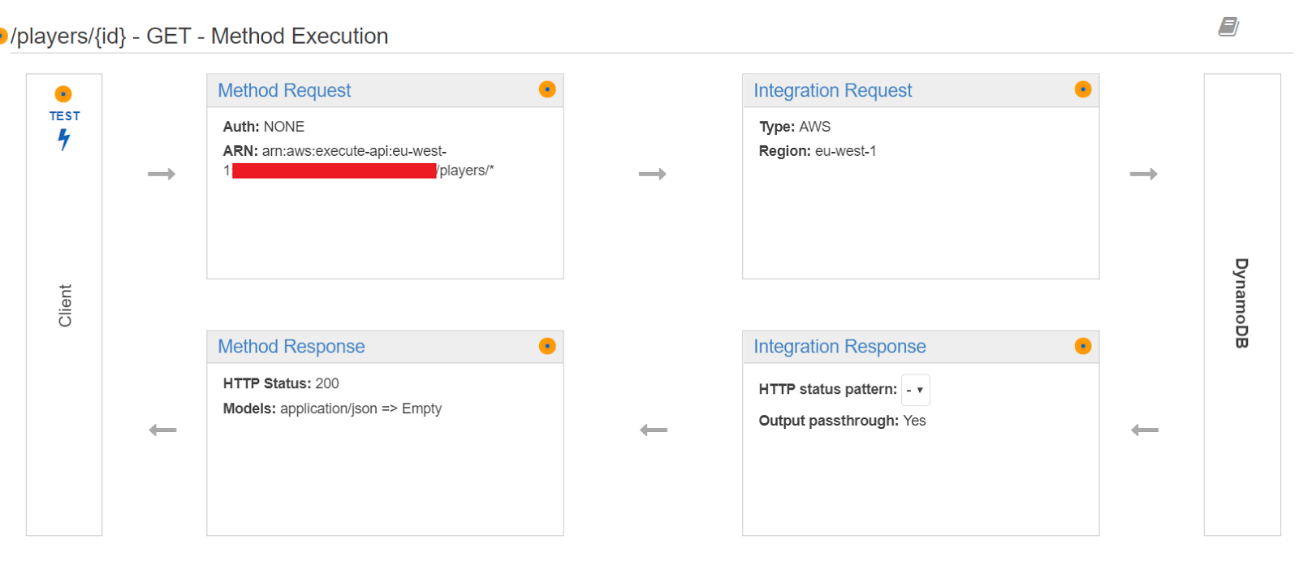 /players/{id} - GET - Method Execution
TEST
Client
Method Request
Auth: NONE
ARN: arn:aws:execute-api:eu-west-
1 /players/*
Integration Request
Type: AWS
Region: eu-west-1
DynamoDB
Method Response
HTTP Status: 200
Models: application/json => Empty
Integration Response
HTTP status pattern: -
Output passthrough: Yes